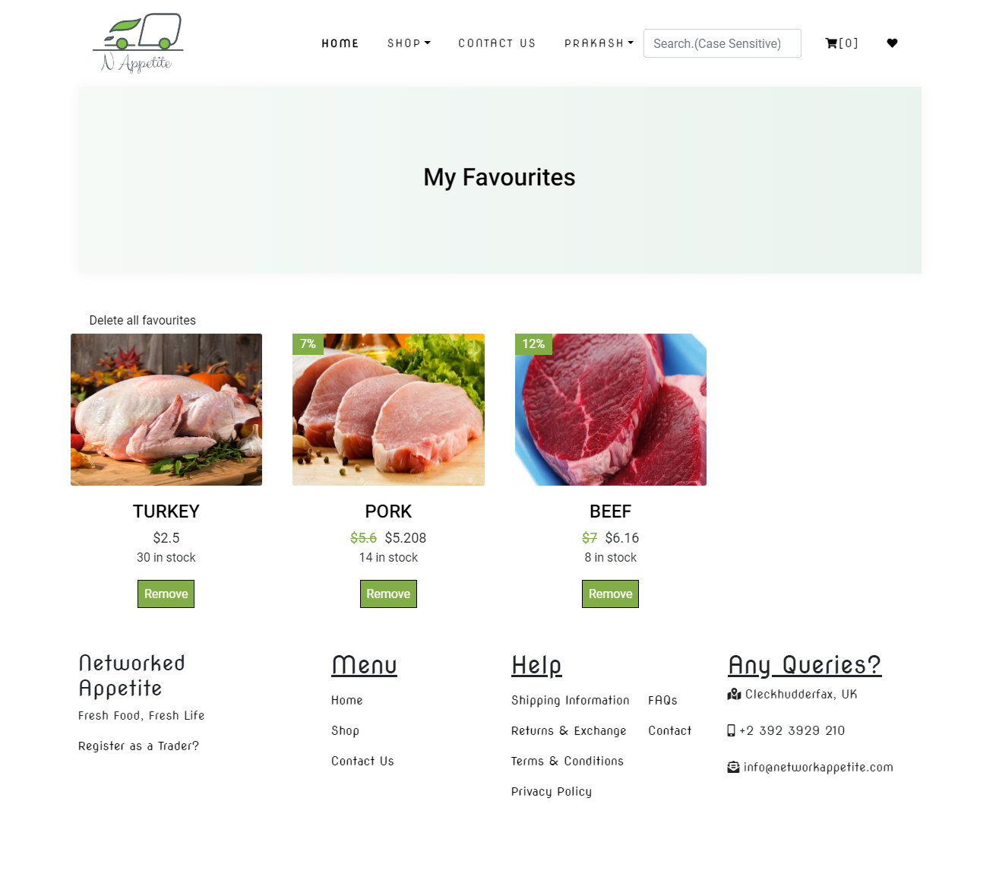 N Appetite
HOME SHOP CONTACT US PRAKASH Search.(Case Sensitive) [0]
My Favourites
Delete all favourites
7%
12%
TURKEY
$2.5
30 in stock
Remove
PORK
$5.6 $5.208
14 in stock
Remove
BEEF
$7 $6.16
8 in stock
Remove
Networked
Appetite
Fresh Food, Fresh Life
Register as a Trader?
Menu
Home
Shop
Contact Us
Help
Shipping Information
Returns & Exchange
Terms & Conditions
Privacy Policy
FAQs
Contact
Any Queries?
Cleckhudderfax, UK
+2 392 3929 210
info@networkappetite.com